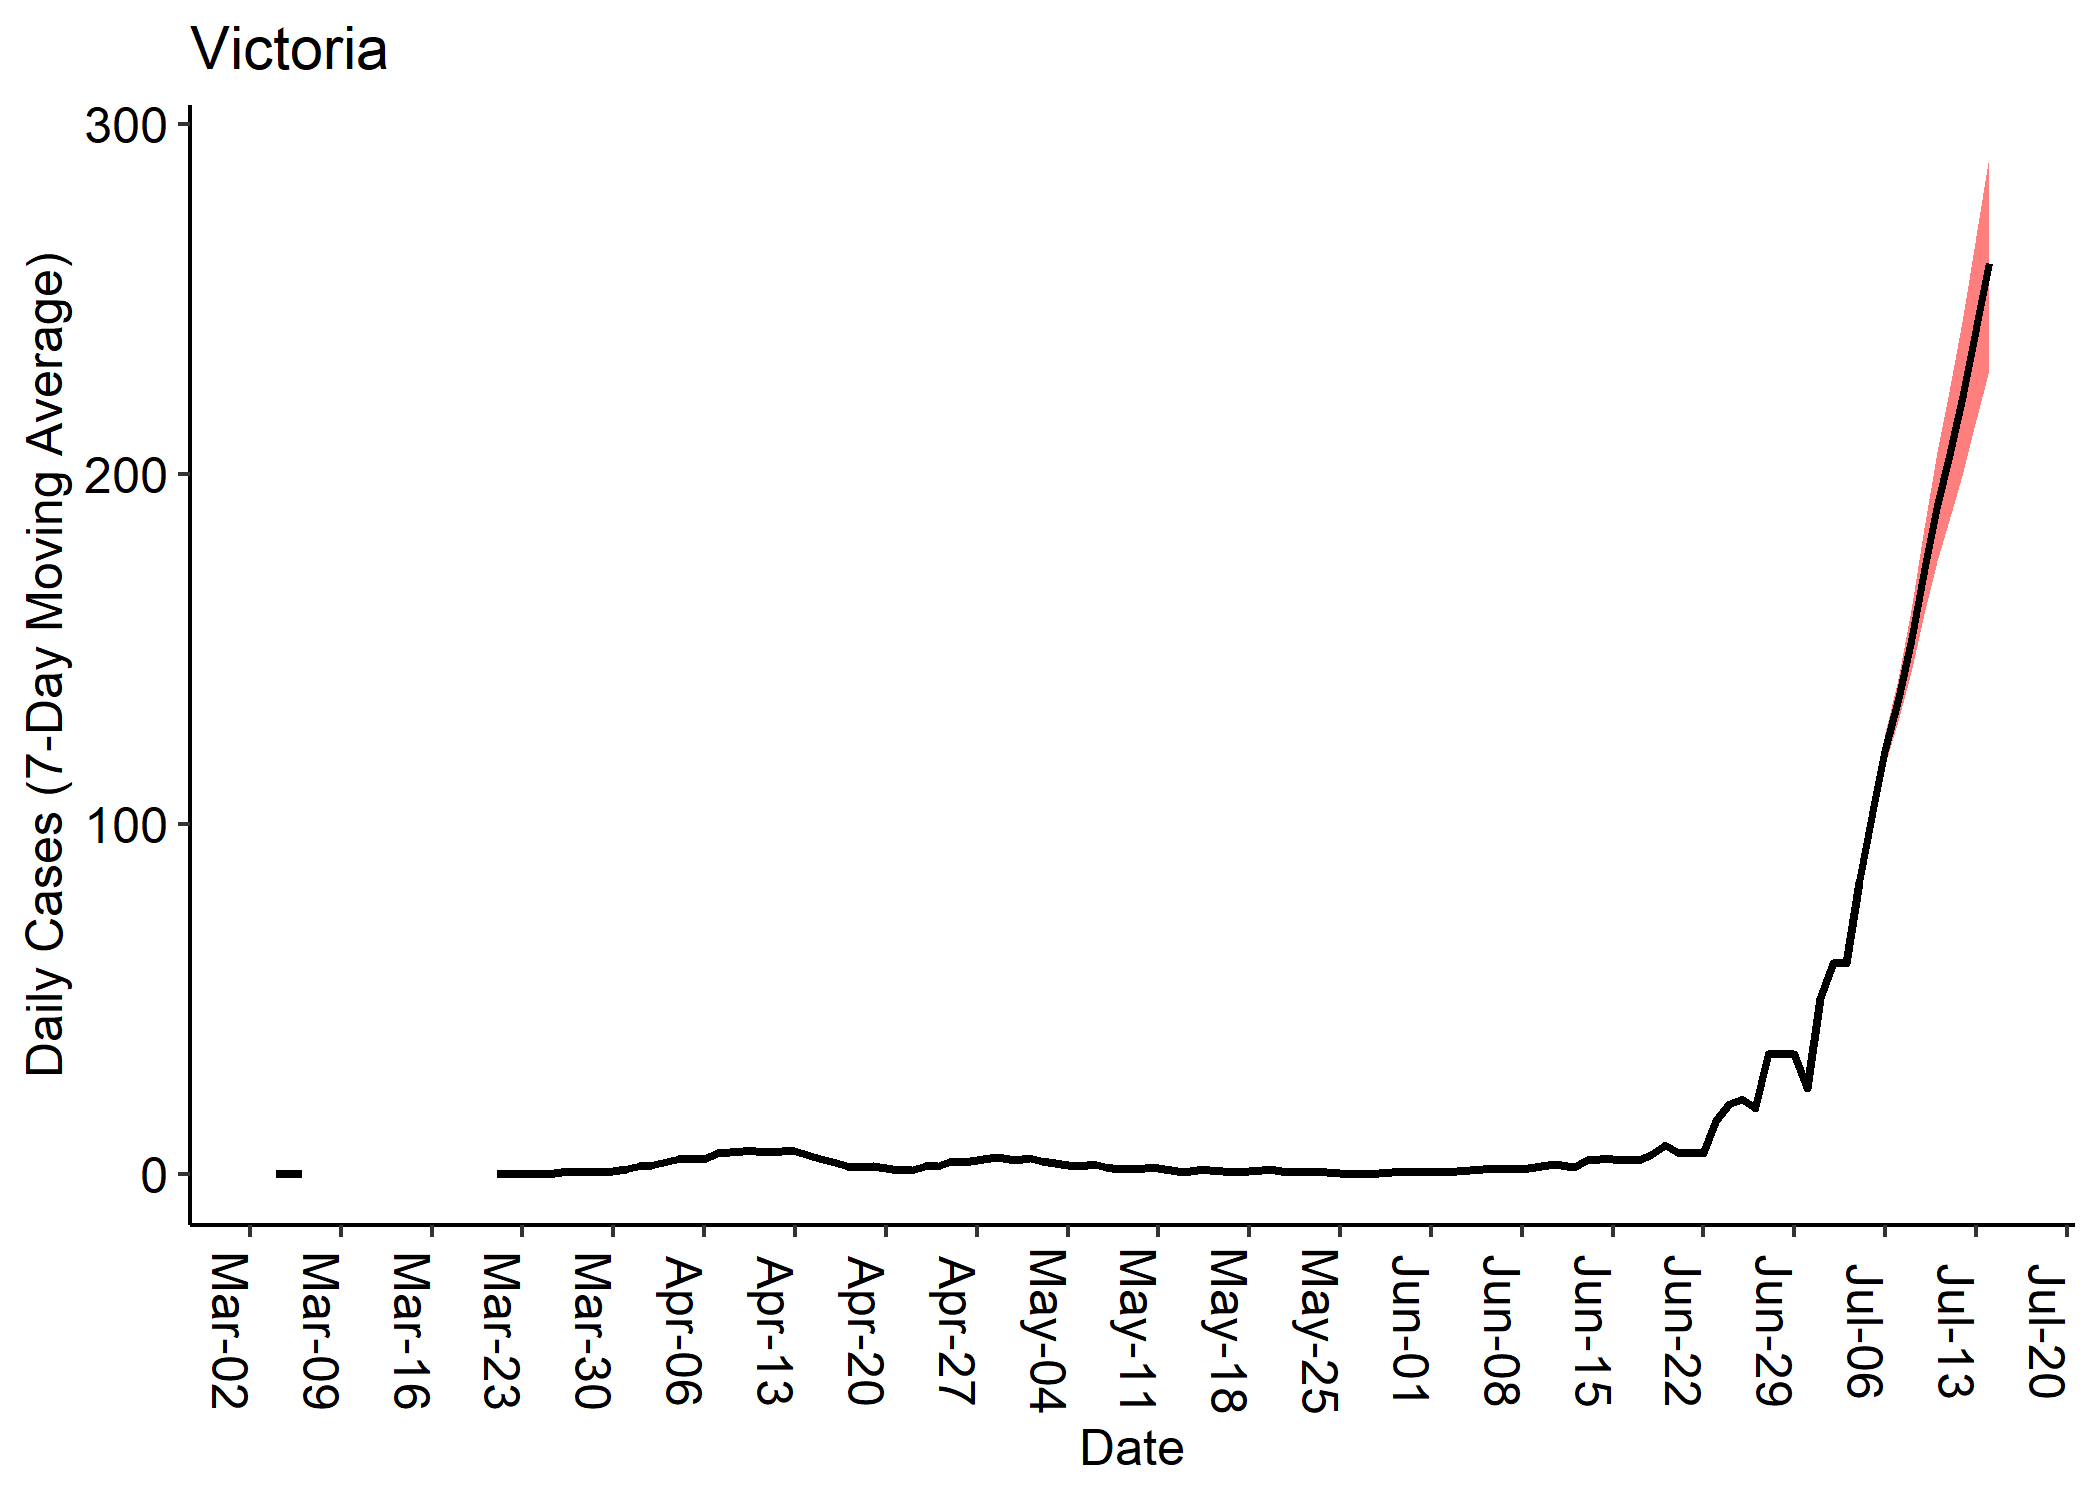 Victoria
Daily Cases (7-Day Moving Average)
300
200
100
0
Mar-02
Mar-09
Mar-16
Mar-23
Mar-30
Apr-06
Apr-13
Apr-20
Apr-27
May-04
May-11
May-18
May-25
Jun-01
Jun-08
Jun-15
Jun-22
Jun-29
Jul-06
Jul-13
Jul-20
Date